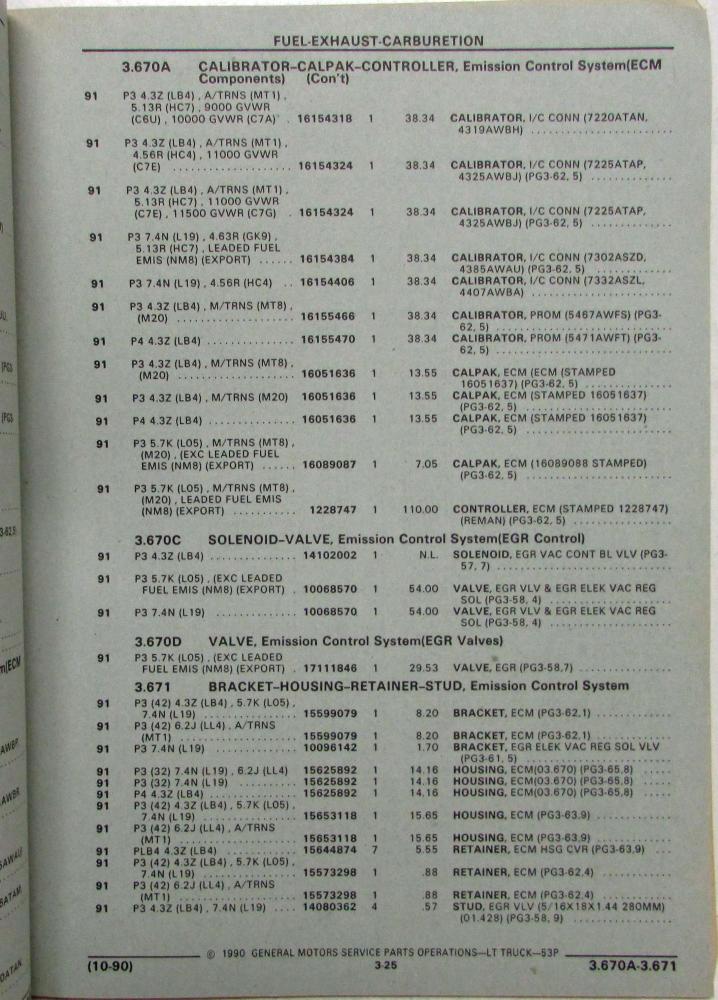 FUEL-EXHAUST-CARBURETION
3.670A CALIBRATOR–CALPAK–CONTROLLER, Emission Control System(ECM
Components) (Con't)
91 P3 4.3Z (LB4) , A/TRNS (MT1) ,
5.13R (HC7) , 9000 GVWR
(C6U) , 10000 GVWR (C7A) . 16154318 1 38.34 CALIBRATOR, I/C CONN (7220ATAN,
4319AWBH) ........................
91 P3 4.3Z (LB4) , A/TRNS (MT1) ,
4.56R (HC4) , 11000 GVWR
(C7E) .................... 16154324 1 38.34 CALIBRATOR, I/C CONN (7225ATAP,
4325AWBJ) (PG3-62, 5) ..............
91 P3 4.3Z (LB4) , A/TRNS (MT1) ,
5.13R (HC7) , 11000 GVWR
(C7E) , 11500 GVWR (C7G) . 16154324 1 38.34 CALIBRATOR, I/C CONN (7225ATAP,
4325AWBJ) (PG3-62, 5) ..............
91 P3 7.4N (L19) , 4.63R (GK9) ,
5.13R (HC7) , LEADED FUEL
EMIS (NM8) (EXPORT) ...... 16154384 1 38.34 CALIBRATOR, I/C CONN (7302ASZD,
4385AWAU) (PG3-62, 5) ..............
91 P3 7.4N (L19) , 4.56R (HC4) .. 16154406 1 38.34 CALIBRATOR, I/C CONN (7332ASZL,
4407AWBA) ........................
91 P3 4.3Z (LB4) , M/TRNS (MT8) ,
(M20) .................... 16155466 1 38.34 CALIBRATOR, PROM (5467AWFS) (PG3-
62, 5) ..............................
91 P4 4.3Z (LB4) ............... 16155470 1 38.34 CALIBRATOR, PROM (5471AWFT) (PG3-
62, 5) ..............................
91 P3 4.3Z (LB4) , M/TRNS (MT8) ,
(M20) .................... 16051636 1 13.55 CALPAK, ECM (ECM (STAMPED
16051637) (PG3-62, 5) ..............
91 P3 4.3Z (LB4) , M/TRNS (M20) 16051636 1 13.55 CALPAK, ECM (STAMPED 16051637)
(PG3-62, 5) ........................
91 P4 4.3Z (LB4) ............... 16051636 1 13.55 CALPAK, ECM (STAMPED 16051637)
(PG3-62, 5) ........................
91 P3 5.7K (L05) , M/TRNS (MT8) ,
(M20) , (EXC LEADED FUEL
EMIS (NM8) (EXPORT) ...... 16089087 1 7.05 CALPAK, ECM (16089088 STAMPED)
(PG3-62, 5) ........................
91 P3 5.7K (L05) , M/TRNS (MT8) ,
(M20) , LEADED FUEL EMIS
(NM8) (EXPORT) ........... 1228747 1 110.00 CONTROLLER, ECM (STAMPED 1228747)
(REMAN) (PG3-62, 5) ................
3.670C SOLENOID–VALVE, Emission Control System(EGR Control)
91 P3 4.3Z (LB4) ............... 14102002 1 N.L. SOLENOID, EGR VAC CONT BL VLV (PG3-
57, 7) ..............................
91 P3 5.7K (L05) , (EXC LEADED
FUEL EMIS (NM8) (EXPORT) . 10068570 1 54.00 VALVE, EGR VLV & EGR ELEK VAC REG
SOL (PG3-58, 4) ....................
91 P3 7.4N (L19) ............... 10068570 1 54.00 VALVE, EGR VLV & EGR ELEK VAC REG
SOL (PG3-58, 4) ....................
3.670D VALVE, Emission Control System(EGR Valves)
91 P3 5.7K (L05) , (EXC LEADED
FUEL EMIS (NM8) (EXPORT) . 17111846 1 29.53 VALVE, EGR (PG3-58,7) ..............
3.671 BRACKET–HOUSING–RETAINER–STUD, Emission Control System
91 P3 (42) 4.3Z (LB4) , 5.7K (L05) ,
7.4N (L19) ................ 15599079 1 8.20 BRACKET, ECM (PG3-62,1) ............
91 P3 (42) 6.2J (LL4) , A/TRNS
(MT1) .................... 15599079 1 8.20 BRACKET, ECM (PG3-62,1) ............
91 P3 7.4N (L19) ............... 10096142 1 1.70 BRACKET, EGR ELEK VAC REG SOL VLV
(PG3-61, 5) ........................
91 P3 (32) 7.4N (L19) , 6.2J (LL4) 15625892 1 14.16 HOUSING, ECM(03.670) (PG3-65,8) .....
91 P3 (32) 7.4N (L19) ........... 15625892 1 14.16 HOUSING, ECM(03.670) (PG3-65,8) .....
91 P4 4.3Z (LB4) ............... 15625892 1 14.16 HOUSING, ECM(03.670) (PG3-65,8) .....
91 P3 (42) 4.3Z (LB4) , 5.7K (L05) ,
7.4N (L19) ................ 15653118 1 15.65 HOUSING, ECM (PG3-63,9) ............
91 P3 (42) 6.2J (LL4) , A/TRNS
(MT1) .................... 15653118 1 15.65 HOUSING, ECM (PG3-63,9) ............
91 PLB4 4.3Z (LB4) ............. 15644874 7 5.55 RETAINER, ECM HSG CVR (PG3-63,9) ....
91 P3 (42) 4.3Z (LB4) , 5.7K (L05) ,
7.4N (L19) ................ 15573298 1 .88 RETAINER, ECM (PG3-62,4) ...........
91 P3 (42) 6.2J (LL4) , A/TRNS
(MT1) .................... 15573298 1 .88 RETAINER, ECM (PG3-62,4) ...........
91 P3 4.3Z (LB4) , 7.4N (L19) .... 14080362 4 .57 STUD, EGR VLV (5/16X18X1.44 280MM)
(01.428) (PG3-58, 9) ................
© 1990 GENERAL MOTORS SERVICE PARTS OPERATIONS—LT TRUCK—53P
(10-90) 3-25 3.670A-3.671